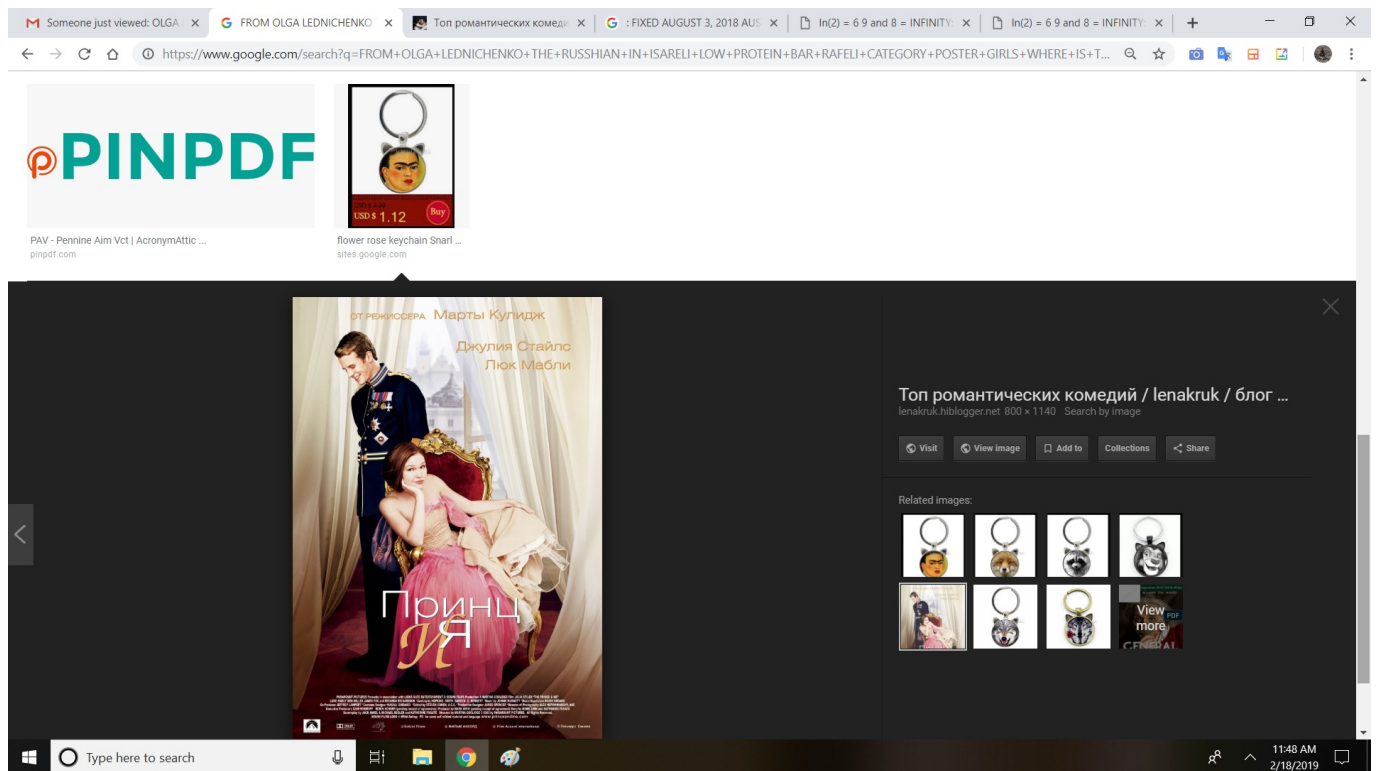 Someone just viewed: OLGA
FROM OLGA LEDNICHENKO
Топ романтических комеди
: FIXED AUGUST 3, 2018 AUS
In(2) = 6 9 and 8 = INFINITY:
In(2) = 6 9 and 8 = INFINITY:
https://www.google.com/search?q=FROM+OLGA+LEDNICHENKO+THE+RUSSHIAN+IN+ISARELI+LOW+PROTEIN+BAR+RAFELI+CATEGORY+POSTER+GIRLS+WHERE+IS+T...
PINPDF
USD $ 1.12
Buy
PAV - Pennine Aim Vct | AcronymAttic ...
pinpdf.com
flower rose keychain Snarl ...
sites.google.com
ОТ РЕЖИССЕРА Марты Кулидж
Джулия Стайлс
Люк Мабли
Принц
И Я
Топ романтических комедий / lenakruk / блог ...
lenakruk.hiblogger.net 800 × 1140 Search by image
Visit
View image
Add to
Collections
Share
Related images:
View
more
PDF
GENERAL
Type here to search
11:48 AM
2/18/2019